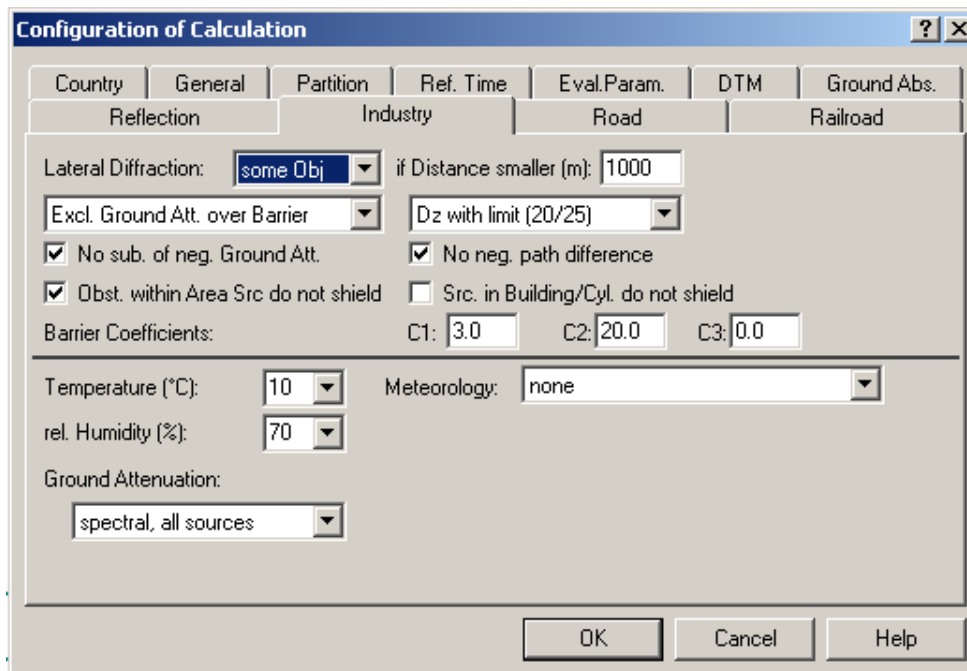 Configuration of Calculation
Country General Partition Ref. Time Eval.Param. DTM Ground Abs.
Reflection Industry Road Railroad
Lateral Diffraction: some Obj if Distance smaller (m): 1000
Excl. Ground Att. over Barrier Dz with limit (20/25)
No sub. of neg. Ground Att. No neg. path difference
Obst. within Area Src do not shield Src. in Building/Cyl. do not shield
Barrier Coefficients: C1: 3.0 C2: 20.0 C3: 0.0
Temperature (°C): 10 Meteorology: none
rel. Humidity (%): 70
Ground Attenuation:
spectral, all sources
OK Cancel Help